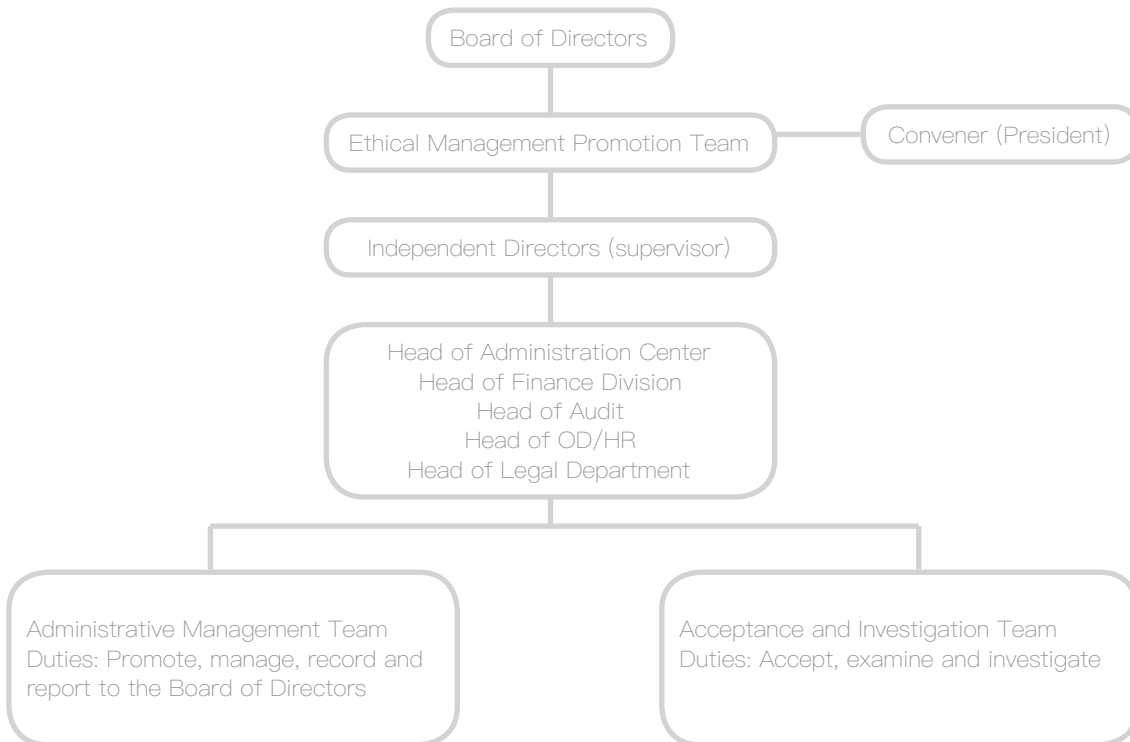 Board of Directors
Ethical Management Promotion Team
Convener (President)
Independent Directors (supervisor)
Head of Administration Center
Head of Finance Division
Head of Audit
Head of OD/HR
Head of Legal Department
Administrative Management Team
Duties: Promote, manage, record and
report to the Board of Directors
Acceptance and Investigation Team
Duties: Accept, examine and investigate